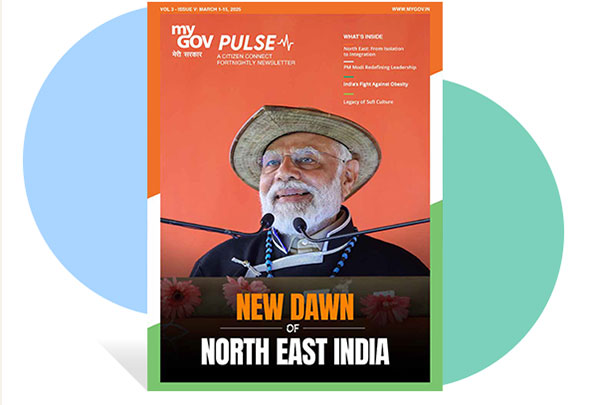 VOL 3 - ISSUE V: MARCH 1-15, 2025
WWW.MYGOV.IN
my
GOV PULSE
मेरी सरकार
A CITIZEN CONNECT
FORTNIGHTLY NEWSLETTER
WHAT'S INSIDE
North East: From Isolation
to Integration
PM Modi Redefining Leadership
India's Fight Against Obesity
Legacy of Sufi Culture
NEW DAWN
OF
NORTH EAST INDIA